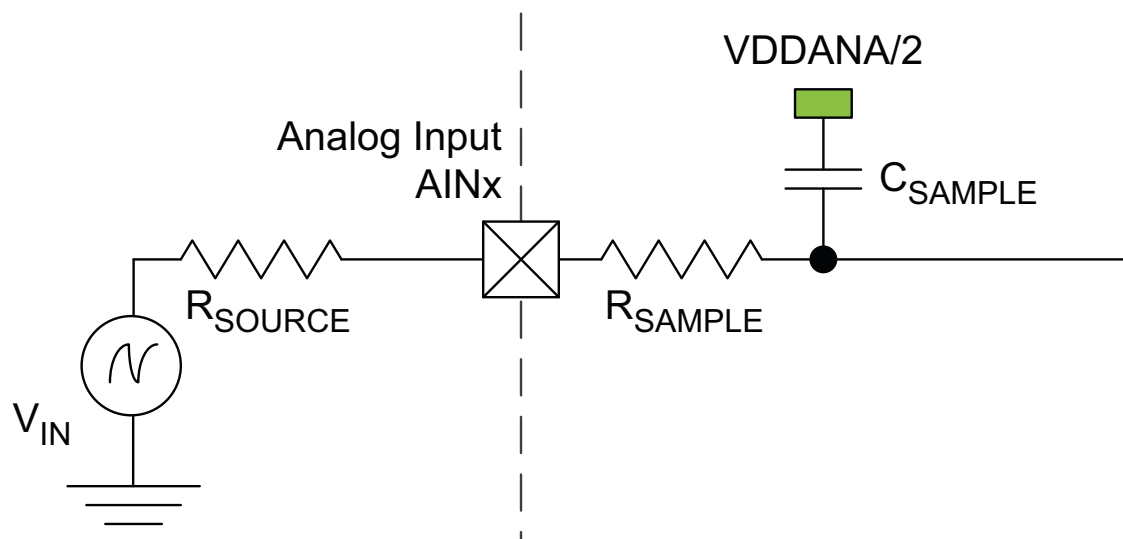 VDDANA/2
Analog Input
AINx
CSAMPLE
RSOURCE
RSAMPLE
VIN